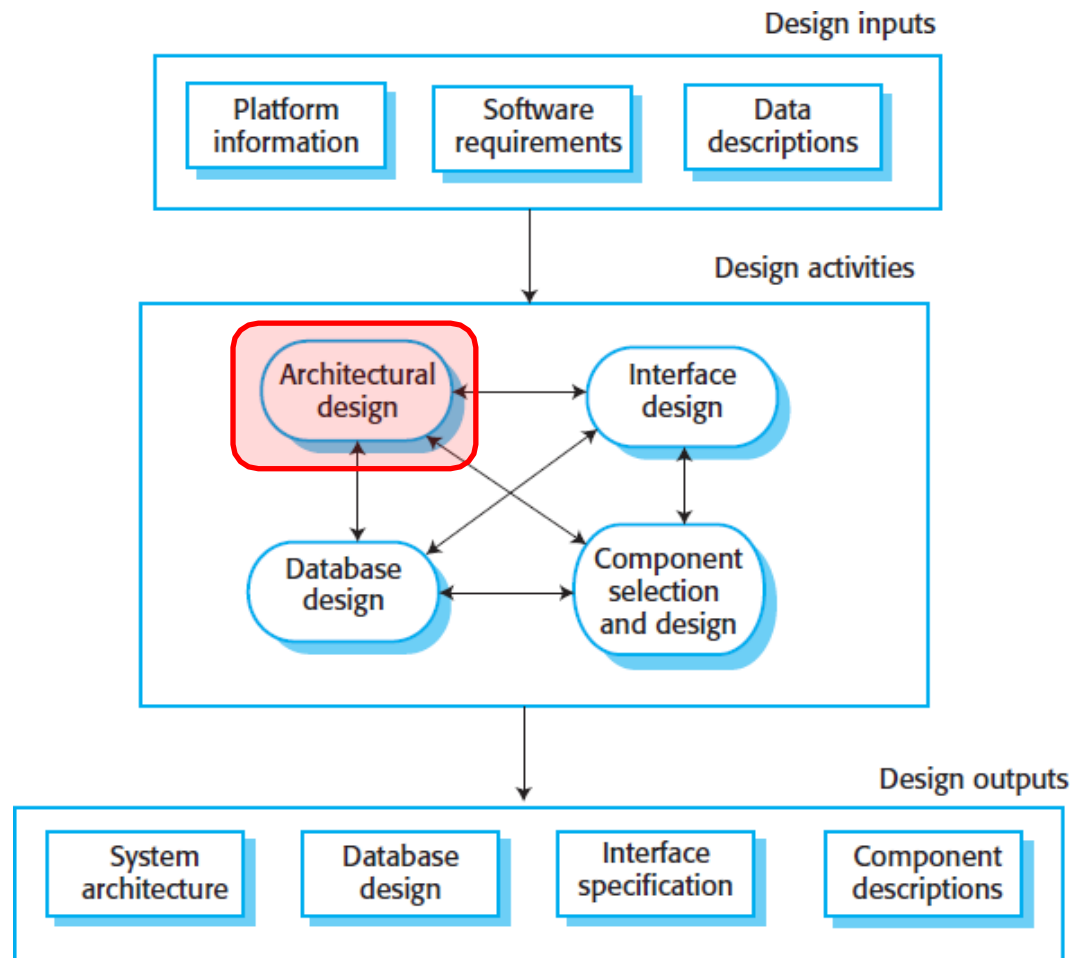 Design inputs
Platform
information
Software
requirements
Data
descriptions
Design activities
Architectural
design
Interface
design
Database
design
Component
selection
and design
Design outputs
System
architecture
Database
design
Interface
specification
Component
descriptions